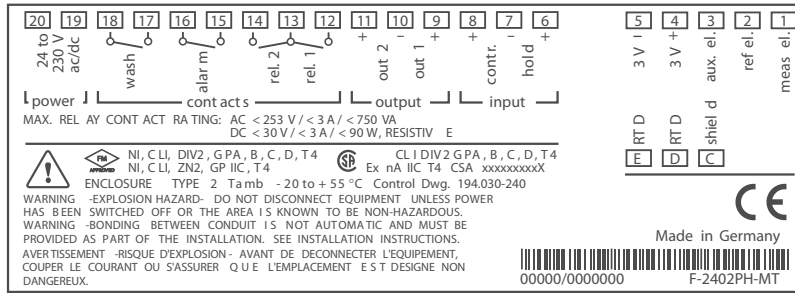 20 19 18 17 16 15 14 13 12 11 10 9 8 7 6 5 4 3 2 1
24 to
230 V
ac/dc
wash
alarm
rel. 2
rel. 1
+ - +
out 2
out 1
+ - +
contr.
hold
3 V -
3 V +
aux. el.
ref el.
meas el.
power contacts output input
RTD
RTD
shield
E D C
MAX. RELAY CONTACT RATING: AC <253 V / < 3 A / < 750 VA
DC < 30 V / < 3 A / < 90 W, RESISTIVE
FM
APPROVED
NI, CLI, DIV2, GPA, B, C, D, T4
NI, CLI, ZN2, GP IIC, T4
CL I DIV 2 GPA, B, C, D, T4
Ex nA IIC T4 CSA xxxxxxxxxX
ENCLOSURE TYPE 2 Tamb -20 to +55 °C Control Dwg. 194.030-240
WARNING -EXPLOSION HAZARD- DO NOT DISCONNECT EQUIPMENT UNLESS POWER
HAS BEEN SWITCHED OFF OR THE AREA IS KNOWN TO BE NON-HAZARDOUS.
WARNING -BONDING BETWEEN CONDUIT IS NOT AUTOMATIC AND MUST BE
PROVIDED AS PART OF THE INSTALLATION. SEE INSTALLATION INSTRUCTIONS.
AVERTISSEMENT -RISQUE D'EXPLOSION- AVANT DE DECONNECTER L'EQUIPEMENT,
COUPER LE COURANT OU S'ASSURER QUE L'EMPLACEMENT EST DESIGNE NON
DANGEREUX.
CE
Made in Germany
00000/0000000 F-2402PH-MT